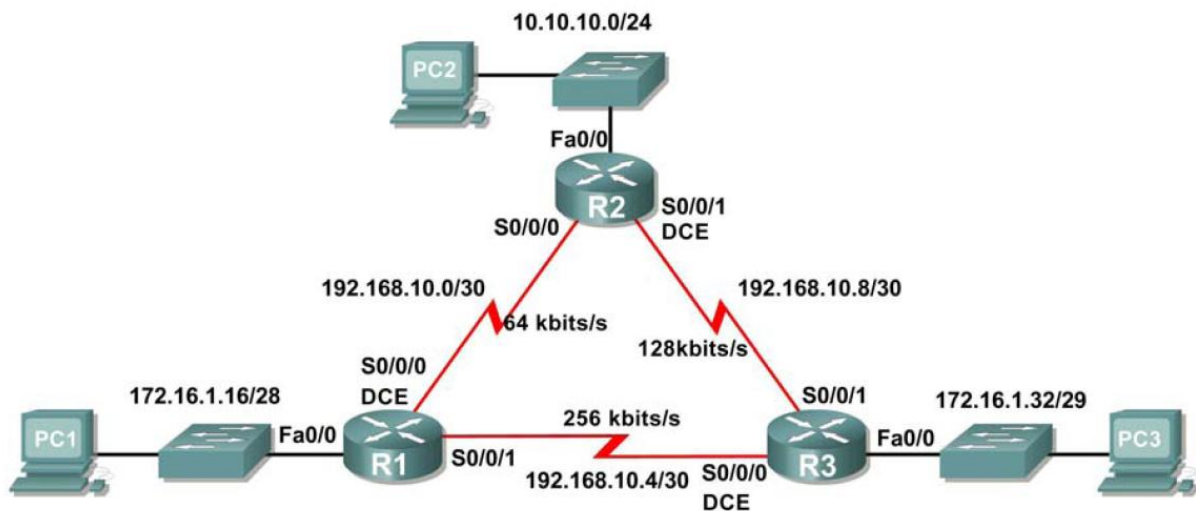 10.10.10.0/24
PC2
Fa0/0
R2
S0/0/0
S0/0/1
DCE
192.168.10.0/30
192.168.10.8/30
64 kbits/s
128kbits/s
S0/0/0
DCE
172.16.1.16/28
S0/0/1
172.16.1.32/29
256 kbits/s
PC1
Fa0/0
R1
S0/0/1
192.168.10.4/30
S0/0/0
DCE
R3
Fa0/0
PC3